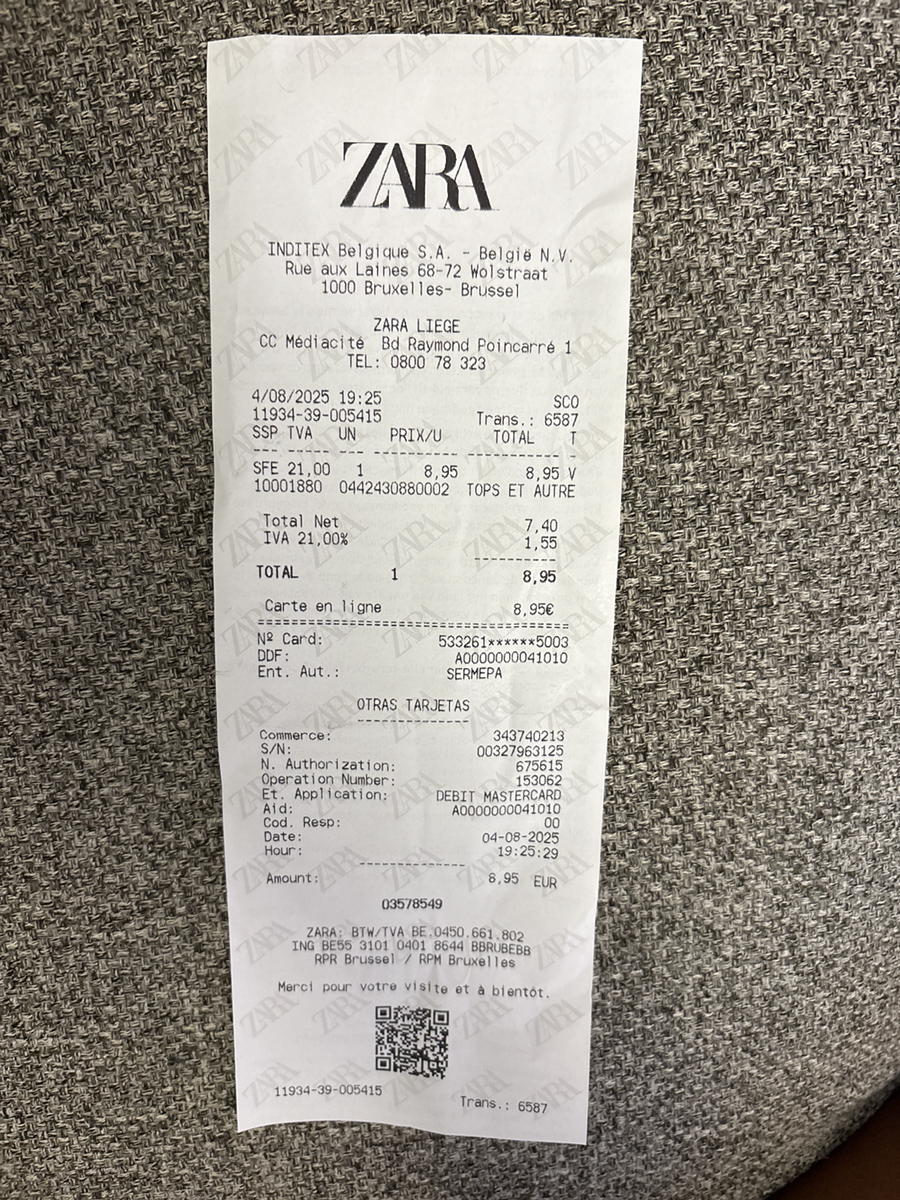 ZARA
INDITEX Belgique S.A. - België N.V.
Rue aux Laines 68-72 Wolstraat
1000 Bruxelles- Brussel
ZARA LIEGE
CC Médiacité Bd Raymond Poincarré 1
TEL: 0800 78 323
4/08/2025 19:25 SCO
11934-39-005415 Trans.: 6587
SSP TVA UN PRIX/U TOTAL T
--- ----- --- ---------- ----------- -
SFE 21,00 1 8,95 8,95 V
10001880 0442430880002 TOPS ET AUTRE
Total Net 7,40
IVA 21,00% 1,55
-----------
TOTAL 1 8,95
Carte en ligne 8,95€
========================================
Nº Card: 533261******5003
DDF: A0000000041010
Ent. Aut.: SERMEPA
OTRAS TARJETAS
---------------
Commerce: 343740213
S/N: 00327963125
N. Authorization: 675615
Operation Number: 153062
Et. Application: DEBIT MASTERCARD
Aid: A0000000041010
Cod. Resp: 00
Date: 04-08-2025
Hour: 19:25:29
---------------
Amount: 8,95 EUR
03578549
ZARA: BTW/TVA BE.0450.661.802
ING BE55 3101 0401 8644 BBRUBEBB
RPR Brussel / RPM Bruxelles
Merci pour votre visite et à bientôt.
11934-39-005415 Trans.: 6587